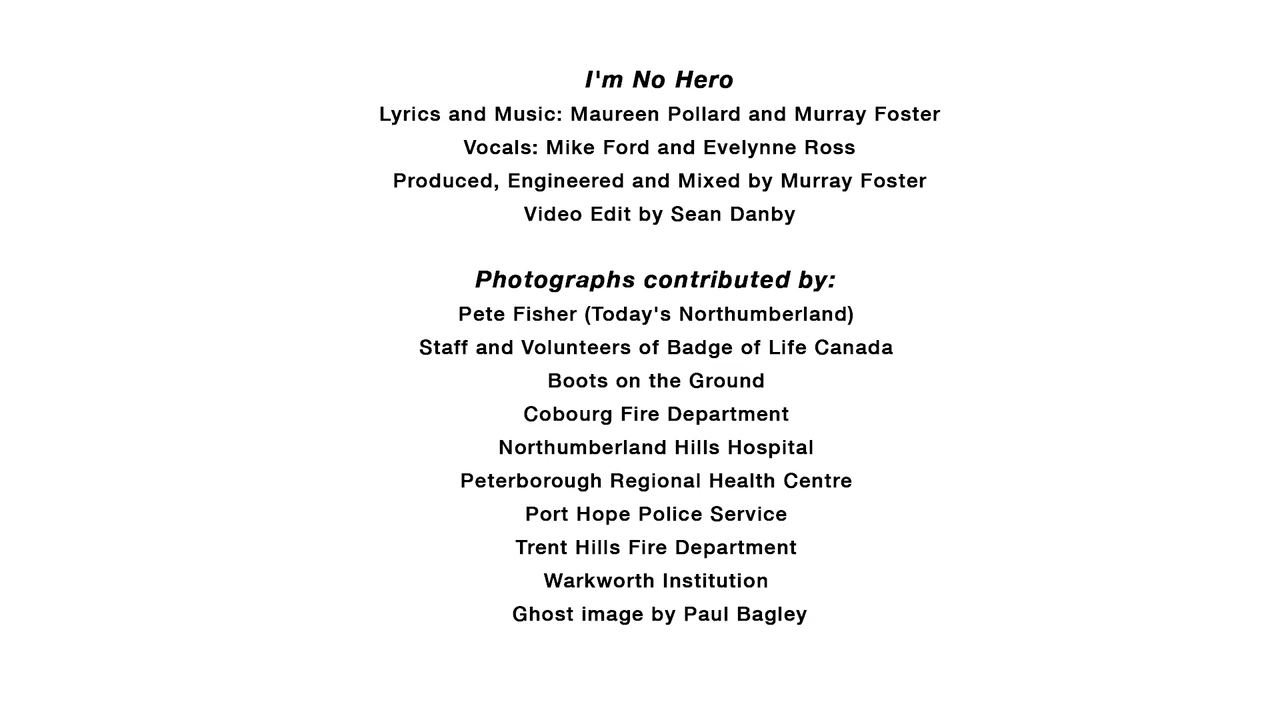 I'm No Hero
Lyrics and Music: Maureen Pollard and Murray Foster
Vocals: Mike Ford and Evelynne Ross
Produced, Engineered and Mixed by Murray Foster
Video Edit by Sean Danby
Photographs contributed by:
Pete Fisher (Today's Northumberland)
Staff and Volunteers of Badge of Life Canada
Boots on the Ground
Cobourg Fire Department
Northumberland Hills Hospital
Peterborough Regional Health Centre
Port Hope Police Service
Trent Hills Fire Department
Warkworth Institution
Ghost image by Paul Bagley